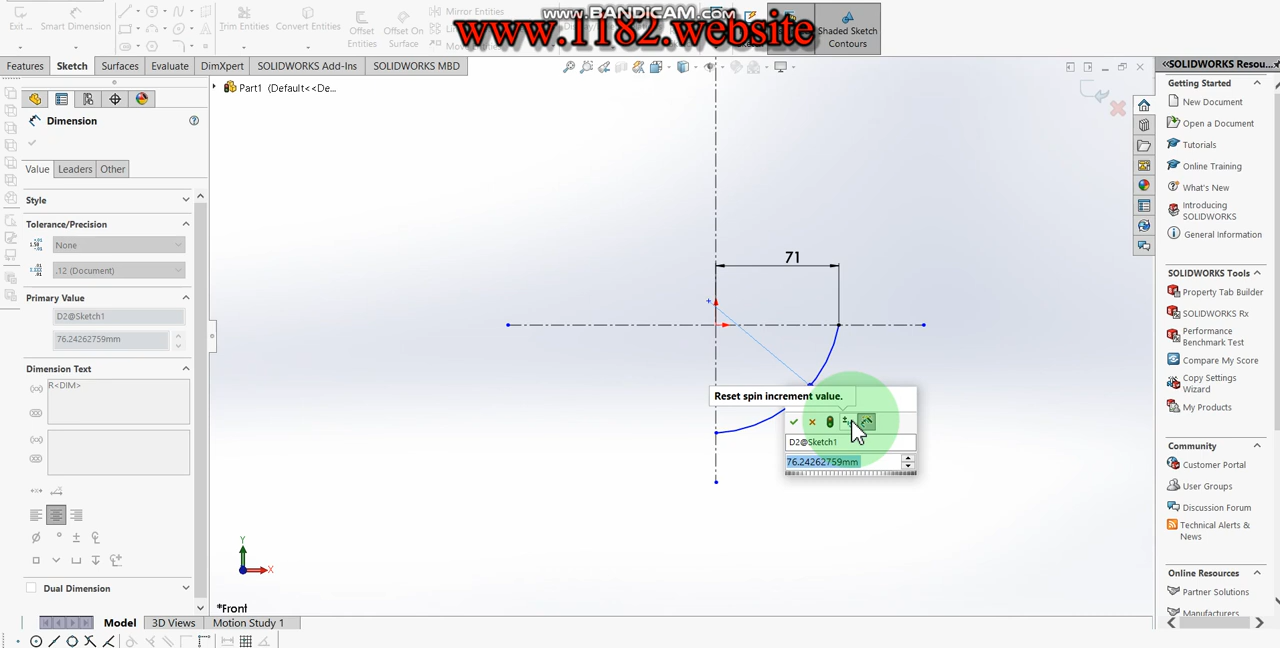 www.BANDICAM.com
www.1182.website
Exit ...
Smart Dimension
Trim Entities
Convert Entities
Offset
Entities
Offset On
Surface
Mirror Entities
Shaded Sketch
Contours
Features
Sketch
Surfaces
Evaluate
DimXpert
SOLIDWORKS Add-Ins
SOLIDWORKS MBD
Part1 (Default<<De...
Dimension
Value
Leaders
Other
Style
Tolerance/Precision
None
.12 (Document)
Primary Value
D2@Sketch1
76.24262759mm
Dimension Text
R<DIM>
Dual Dimension
71
Reset spin increment value.
D2@Sketch1
76.24262759mm
Y
X
*Front
Model
3D Views
Motion Study 1
SOLIDWORKS Resou...
Getting Started
New Document
Open a Document
Tutorials
Online Training
What's New
Introducing
SOLIDWORKS
General Information
SOLIDWORKS Tools
Property Tab Builder
SOLIDWORKS Rx
Performance
Benchmark Test
Compare My Score
Copy Settings
Wizard
My Products
Community
Customer Portal
User Groups
Discussion Forum
Technical Alerts &
News
Online Resources
Partner Solutions
Manufacturers